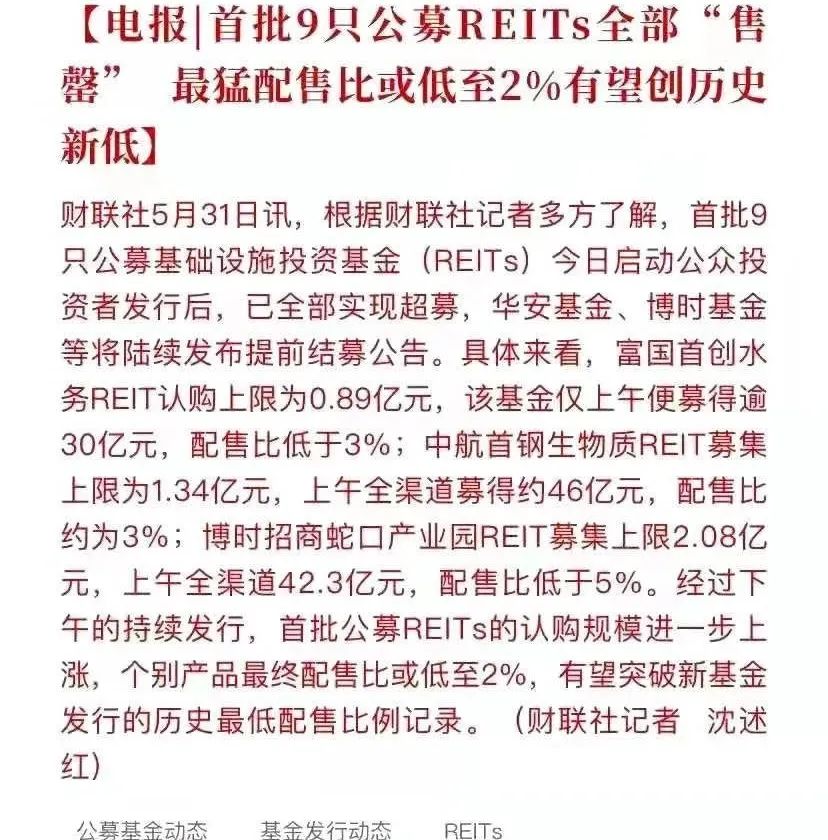 【电报|首批9只公募REITs全部“售
罄” 最猛配售比或低至2%有望创历史
新低】
财联社5月31日讯，根据财联社记者多方了解，首批9
只公募基础设施投资基金（REITs）今日启动公众投
资者发行后，已全部实现超募，华安基金、博时基金
等将陆续发布提前结募公告。具体来看，富国首创水
务REIT认购上限为0.89亿元，该基金仅上午便募得逾
30亿元，配售比低于3%；中航首钢生物质REIT募集
上限为1.34亿元，上午全渠道募得约46亿元，配售比
约为3%；博时招商蛇口产业园REIT募集上限2.08亿
元，上午全渠道42.3亿元，配售比低于5%。经过下
午的持续发行，首批公募REITs的认购规模进一步上
涨，个别产品最终配售比或低至2%，有望突破新基金
发行的历史最低配售比例记录。（财联社记者 沈述
红）
公募基金动态 基金发行动态 REITs